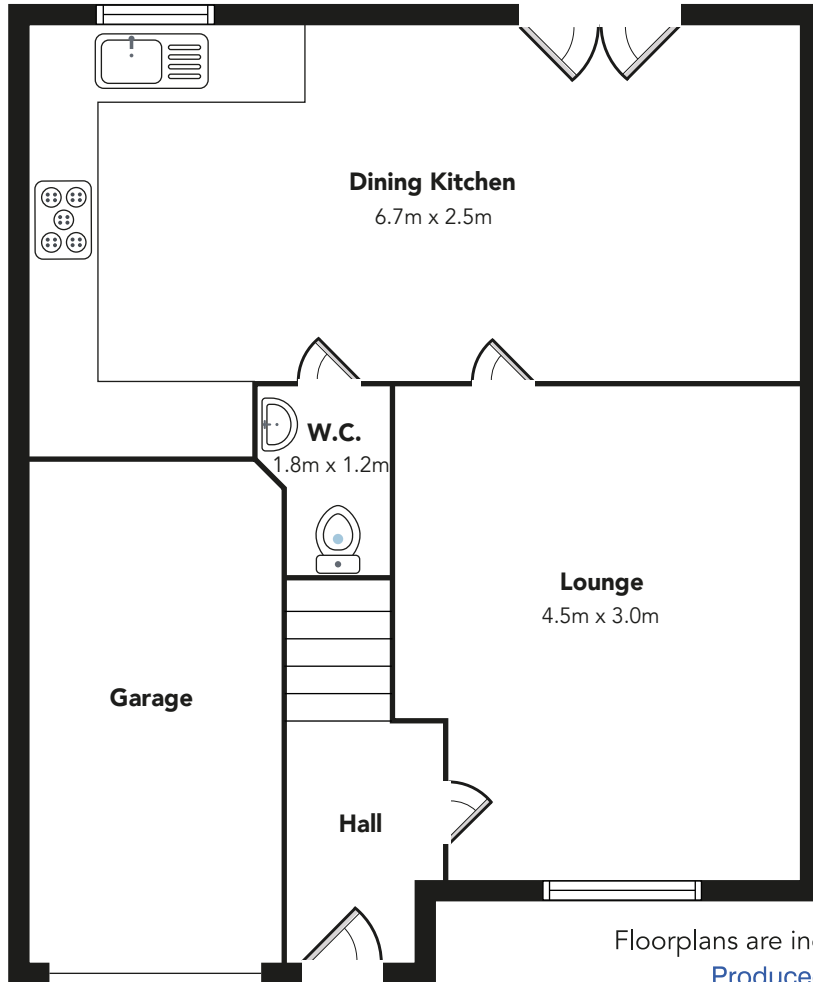 Dining Kitchen
6.7m x 2.5m
W.C.
1.8m x 1.2m
Lounge
4.5m x 3.0m
Garage
Hall
Floorplans are in
Produce